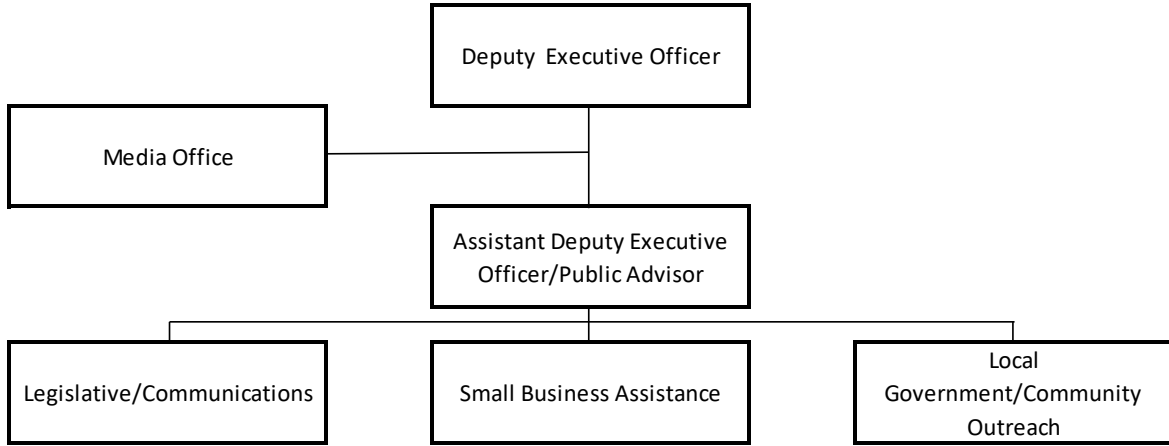 Deputy Executive Officer
Media Office
Assistant Deputy Executive
Officer/Public Advisor
Legislative/Communications
Small Business Assistance
Local
Government/Community
Outreach